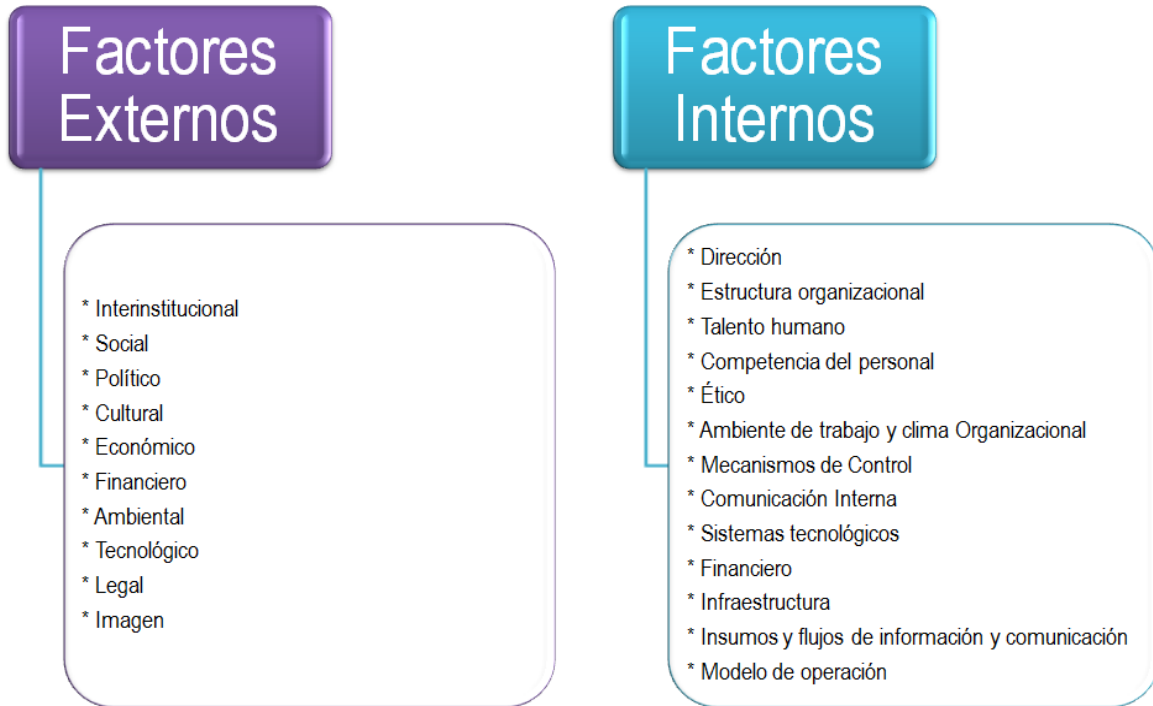 Factores
Externos
* Interinstitucional
* Social
* Político
* Cultural
* Económico
* Financiero
* Ambiental
* Tecnológico
* Legal
* Imagen
Factores
Internos
* Dirección
* Estructura organizacional
* Talento humano
* Competencia del personal
* Ético
* Ambiente de trabajo y clima Organizacional
* Mecanismos de Control
* Comunicación Interna
* Sistemas tecnológicos
* Financiero
* Infraestructura
* Insumos y flujos de información y comunicación
* Modelo de operación